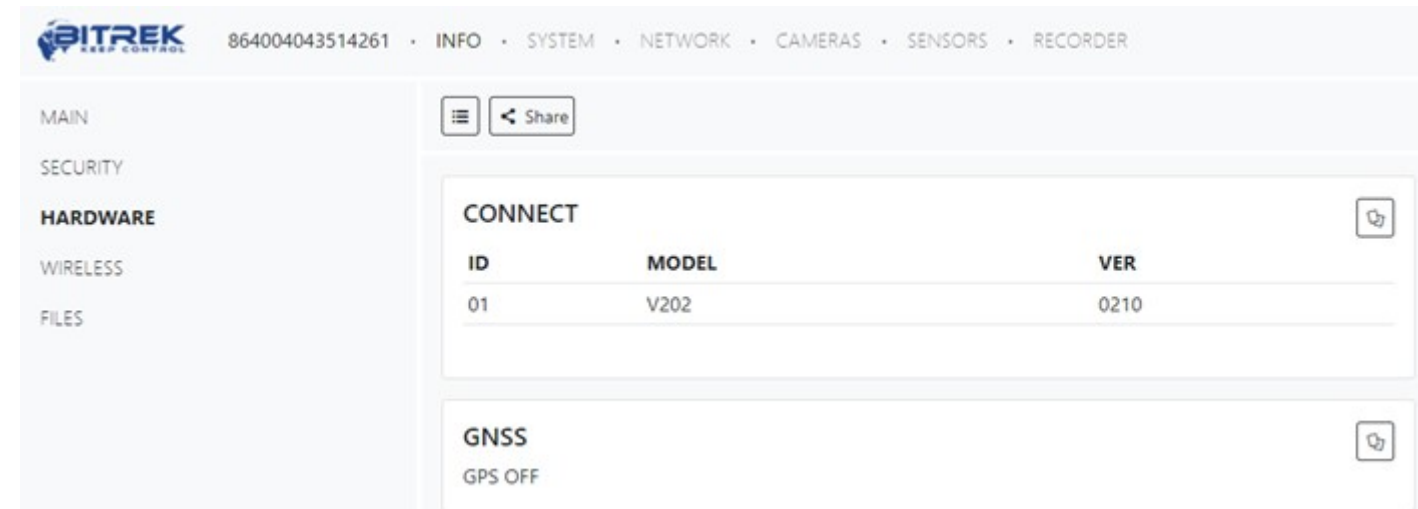 BITREK
KEEP CONTROL
864004043514261 · INFO · SYSTEM · NETWORK · CAMERAS · SENSORS · RECORDER
MAIN
SECURITY
HARDWARE
WIRELESS
FILES
Share
CONNECT
ID MODEL VER
01 V202 0210
GNSS
GPS OFF